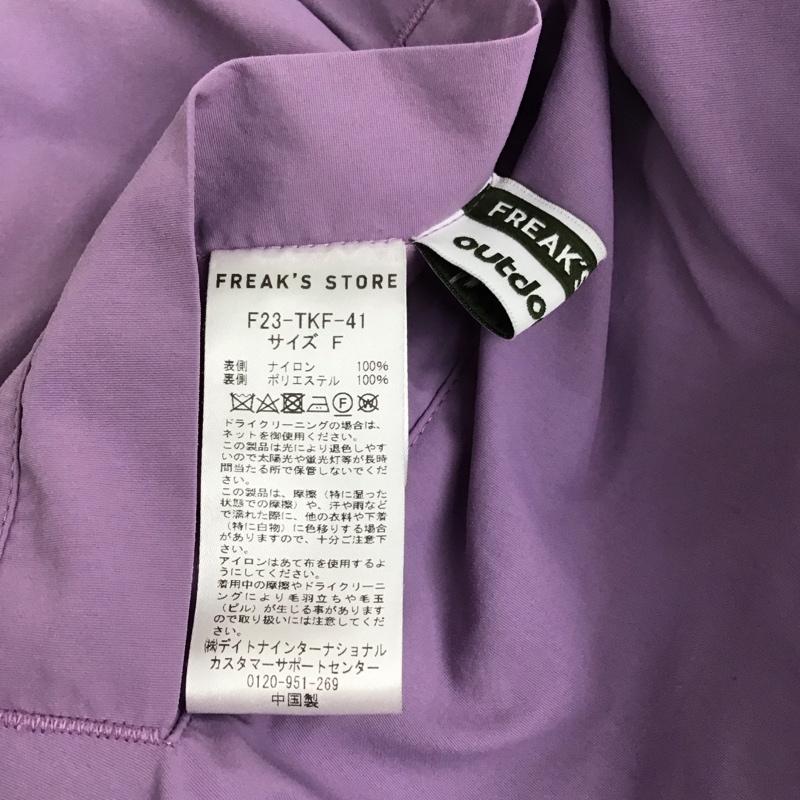 FREAK'S
outdo
FREAK'S STORE
F23-TKF-41
サイズ F
表側 ナイロン 100%
裏側 ポリエステル 100%
ドライクリーニングの場合は、
ネットを御使用ください。
この製品は光により退色しやす
いので太陽光や蛍光灯等が長時
間当たる所で保管しないでくだ
さい。
この製品は、摩擦（特に湿った
状態での摩擦）や、汗や雨など
で濡れた際に、他の衣料や下着
（特に白物）に色移りする場合
がありますので、十分ご注意下
さい。
アイロンはあて布を使用するよ
うにしてください。
着用中の摩擦やドライクリーニ
ングにより毛羽立ちや毛玉
（ピル）が生じる事があります
ので取り扱いには注意してくだ
さい。
㈱デイトナインターナショナル
カスタマーサポートセンター
0120-951-269
中国製